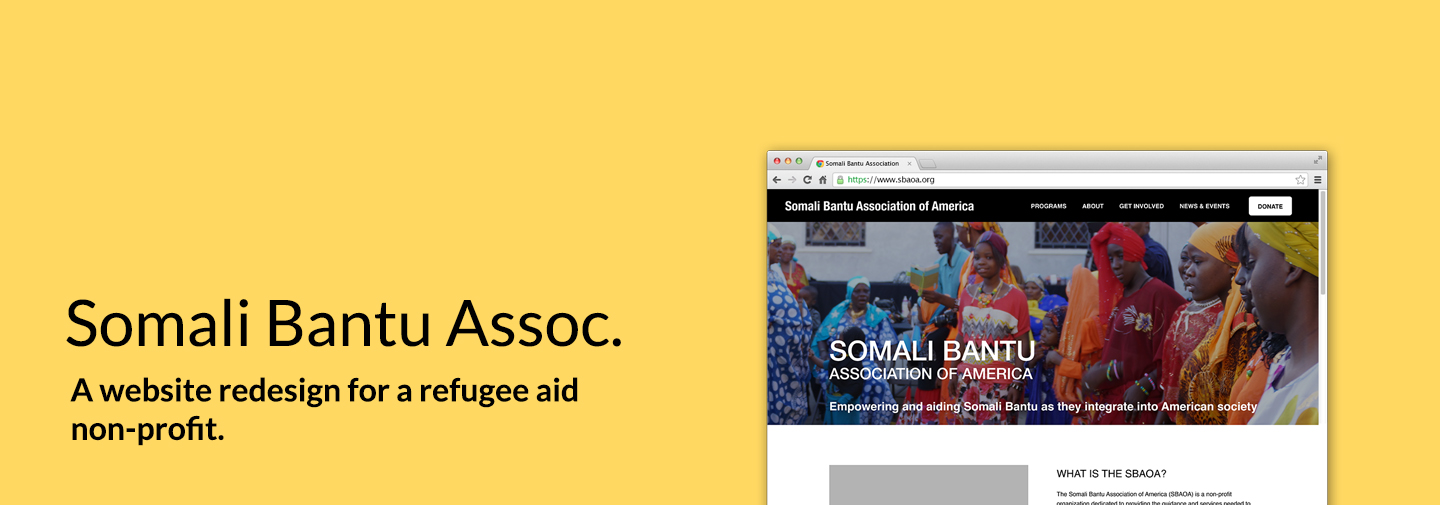 Somali Bantu Assoc.
A website redesign for a refugee aid
non-profit.
Somali Bantu Association
https://www.sbaoa.org
Somali Bantu Association of America
PROGRAMS ABOUT GET INVOLVED NEWS & EVENTS DONATE
SOMALI BANTU
ASSOCIATION OF AMERICA
Empowering and aiding Somali Bantu as they integrate into American society
WHAT IS THE SBAOA?
The Somali Bantu Association of America (SBAOA) is a non-profit
organization dedicated to providing the guidance and services needed to